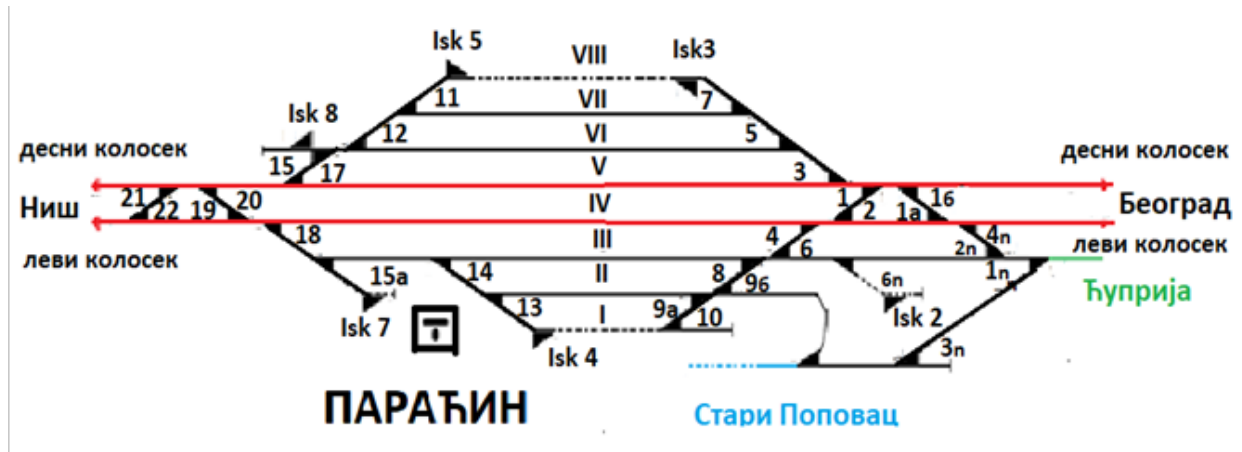 Isk 5
VIII
Isk3
11
VII
7
Isk 8
12
VI
5
десни колосек
15
17
V
3
десни колосек
21
22
19
20
IV
1
2
1a
16
Ниш
Београд
18
III
4
6
2n
4n
леви колосек
леви колосек
15a
14
II
8
9б
6n
1n
Ћуприја
Isk 7
13
I
9a
10
Isk 2
Isk 4
3n
ПАРАЋИН
Стари Поповац